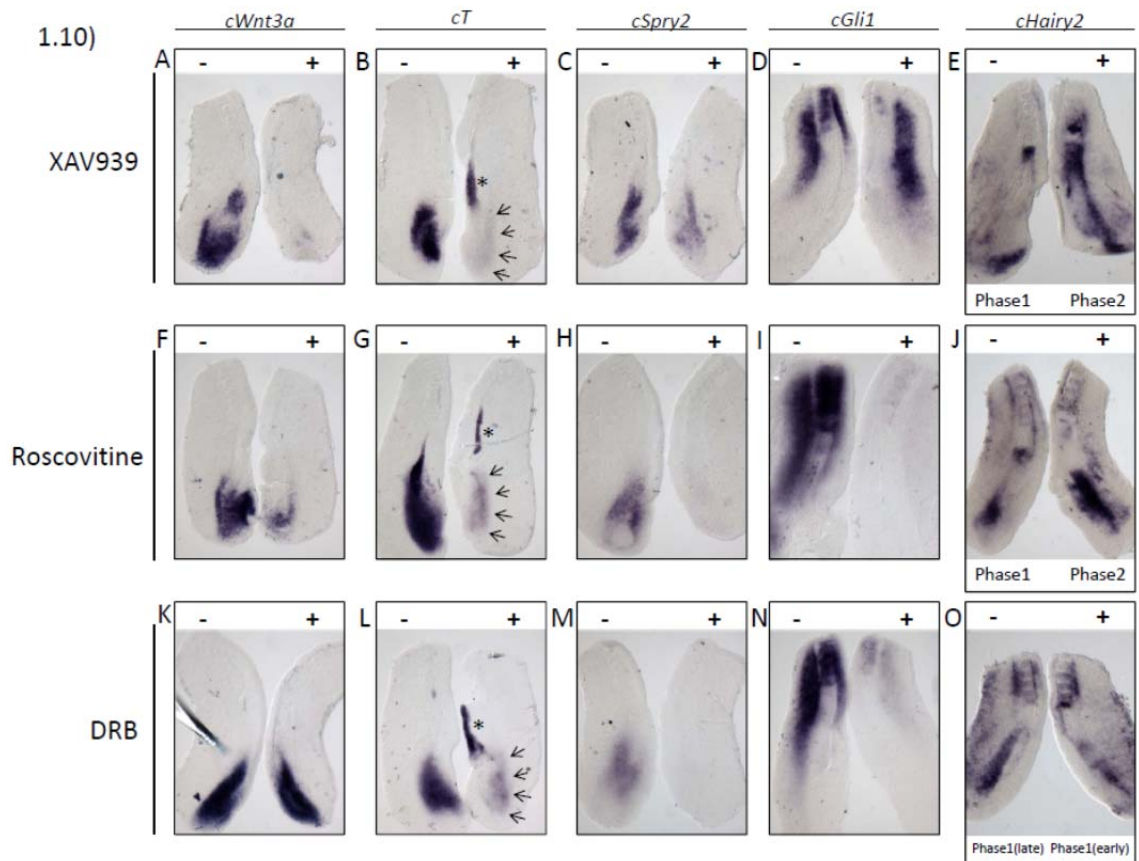 cWnt3a cT cSpry2 cGli1 cHairy2
1.10)
A - + B - + C - + D - + E - +
XAV939
*
Phase1 Phase2
F - + G - + H - + I - + J - +
Roscovitine
*
Phase1 Phase2
K - + L - + M - + N - + O - +
DRB
*
Phase1(late) Phase1(early)